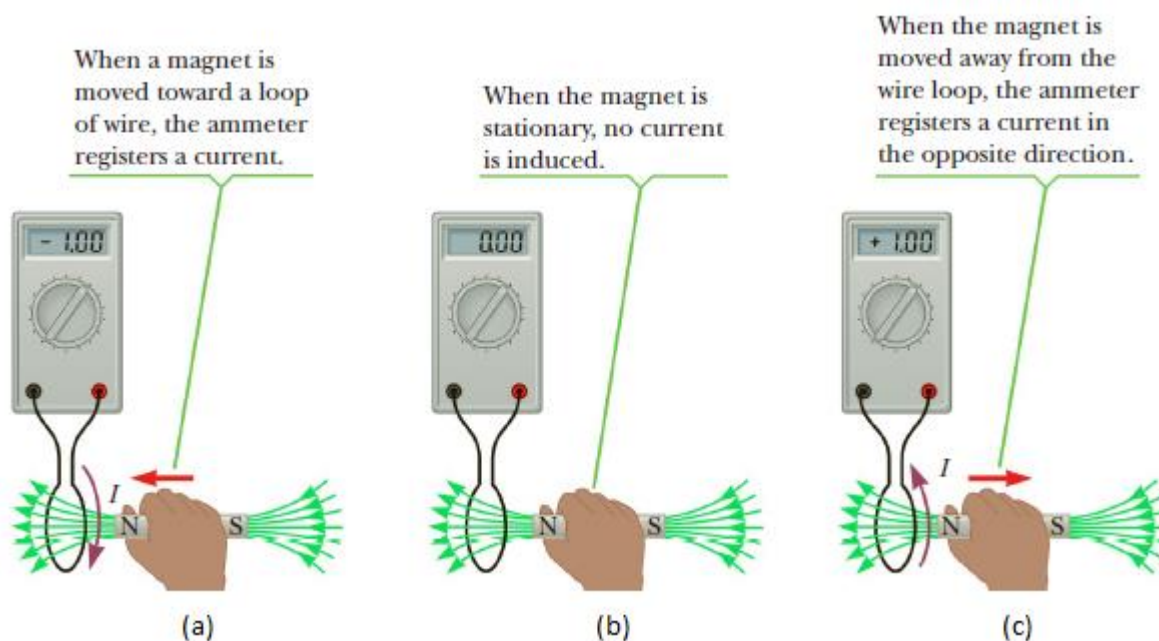 When a magnet is
moved toward a loop
of wire, the ammeter
registers a current.
- 1.00
I
N
S
(a)
When the magnet is
stationary, no current
is induced.
0.00
N
S
(b)
When the magnet is
moved away from the
wire loop, the ammeter
registers a current in
the opposite direction.
+ 1.00
I
N
S
(c)